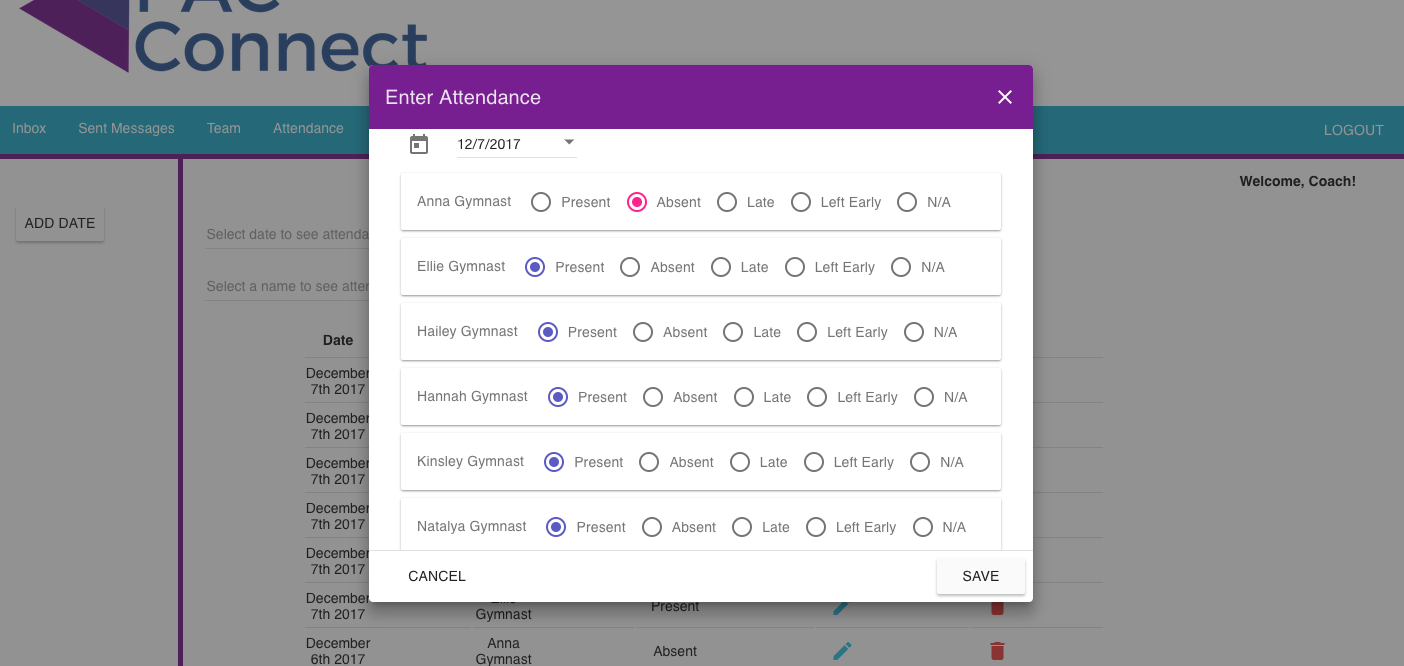 Connect
Enter Attendance
Inbox Sent Messages Team Attendance LOGOUT
12/7/2017
Welcome, Coach!
Anna Gymnast Present Absent Late Left Early N/A
ADD DATE
Select date to see attenda
Ellie Gymnast Present Absent Late Left Early N/A
Select a name to see atte
Hailey Gymnast Present Absent Late Left Early N/A
Date
December
7th 2017
Hannah Gymnast Present Absent Late Left Early N/A
December
7th 2017
Kinsley Gymnast Present Absent Late Left Early N/A
December
7th 2017
December
7th 2017
Natalya Gymnast Present Absent Late Left Early N/A
December
7th 2017
CANCEL SAVE
December
7th 2017
Gymnast
Present
December
6th 2017
Anna
Gymnast
Absent